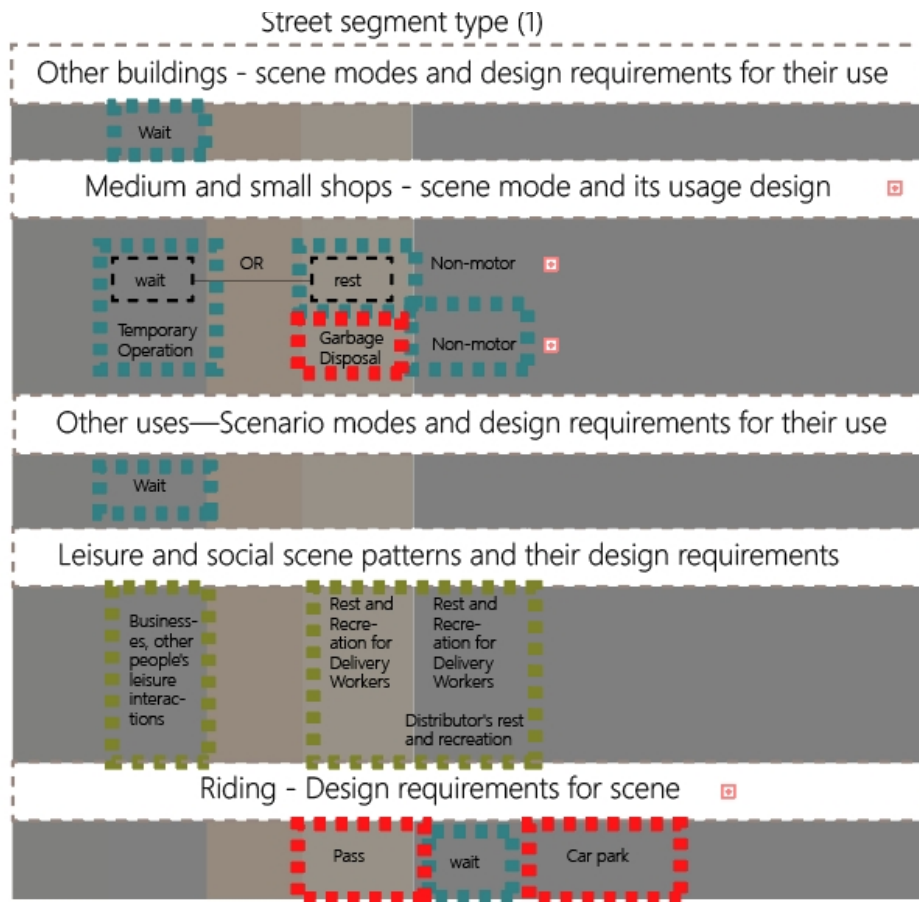 Street segment type (1)
Other buildings - scene modes and design requirements for their use
Wait
Medium and small shops - scene mode and its usage design
wait
OR
rest
Non-motor
Temporary
Operation
Garbage
Disposal
Non-motor
Other uses—Scenario modes and design requirements for their use
Wait
Leisure and social scene patterns and their design requirements
Business-
es, other
people's
leisure
interac-
tions
Rest and
Recre-
ation for
Delivery
Workers
Rest and
Recre-
ation for
Delivery
Workers
Distributor's rest
and recreation
Riding - Design requirements for scene
Pass
wait
Car park